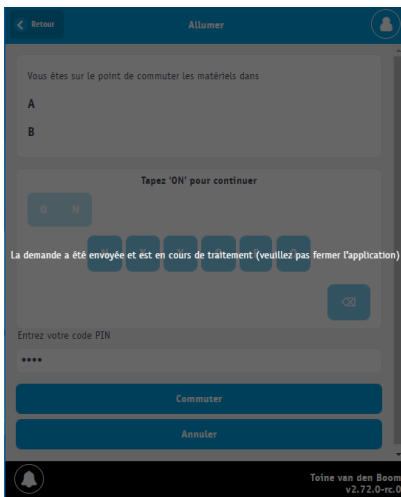 Retour
Allumer
Vous êtes sur le point de commuter les matériels dans
A
B
Tapez 'ON' pour continuer
O N
La demande a été envoyée et est en cours de traitement (veuillez pas fermer l'application)
Entrez votre code PIN
••••
Commuter
Annuler
Toine van den Boom
v2.72.0-rc.0